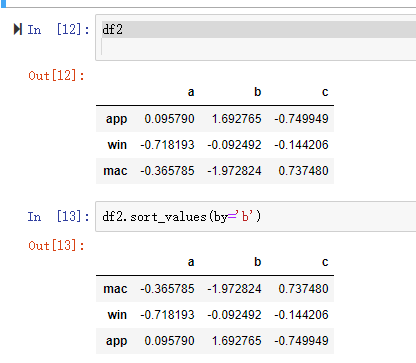 In [12]: df2
Out[12]:
a b c
app 0.095790 1.692765 -0.749949
win -0.718193 -0.092492 -0.144206
mac -0.365785 -1.972824 0.737480
In [13]: df2.sort_values(by='b')
Out[13]:
a b c
mac -0.365785 -1.972824 0.737480
win -0.718193 -0.092492 -0.144206
app 0.095790 1.692765 -0.749949